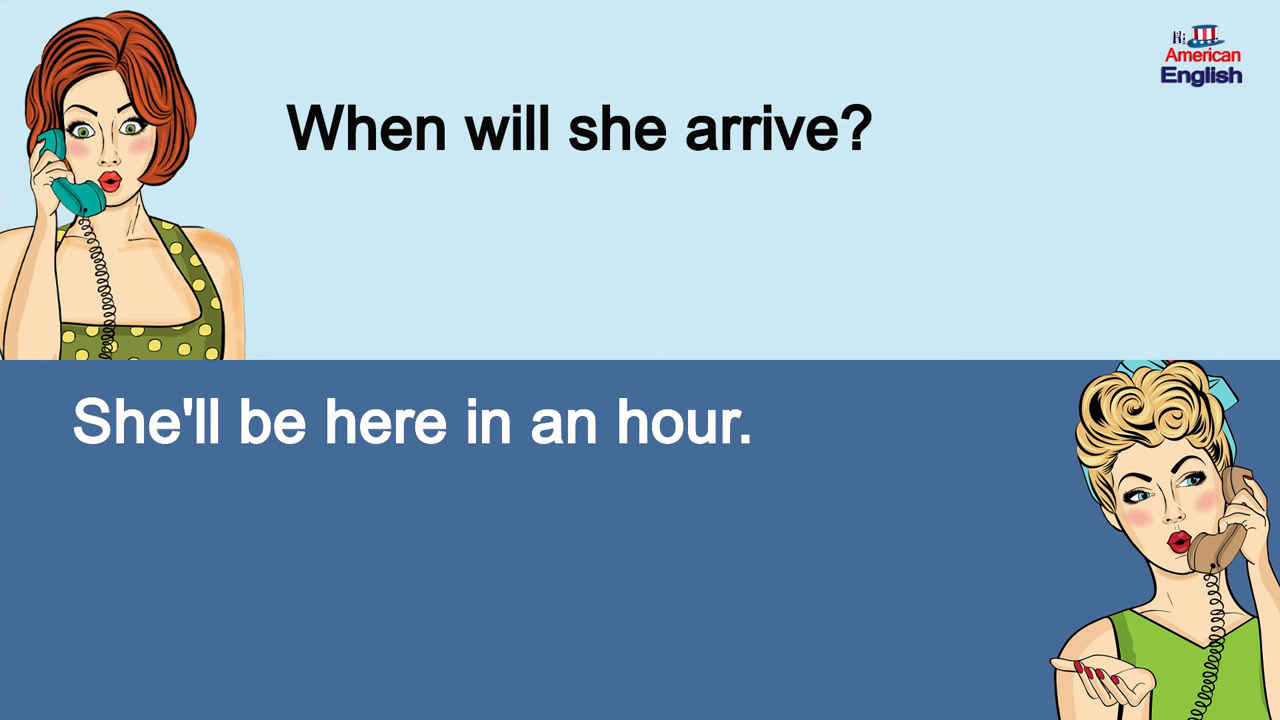 Hi
American
English
When will she arrive?
She'll be here in an hour.